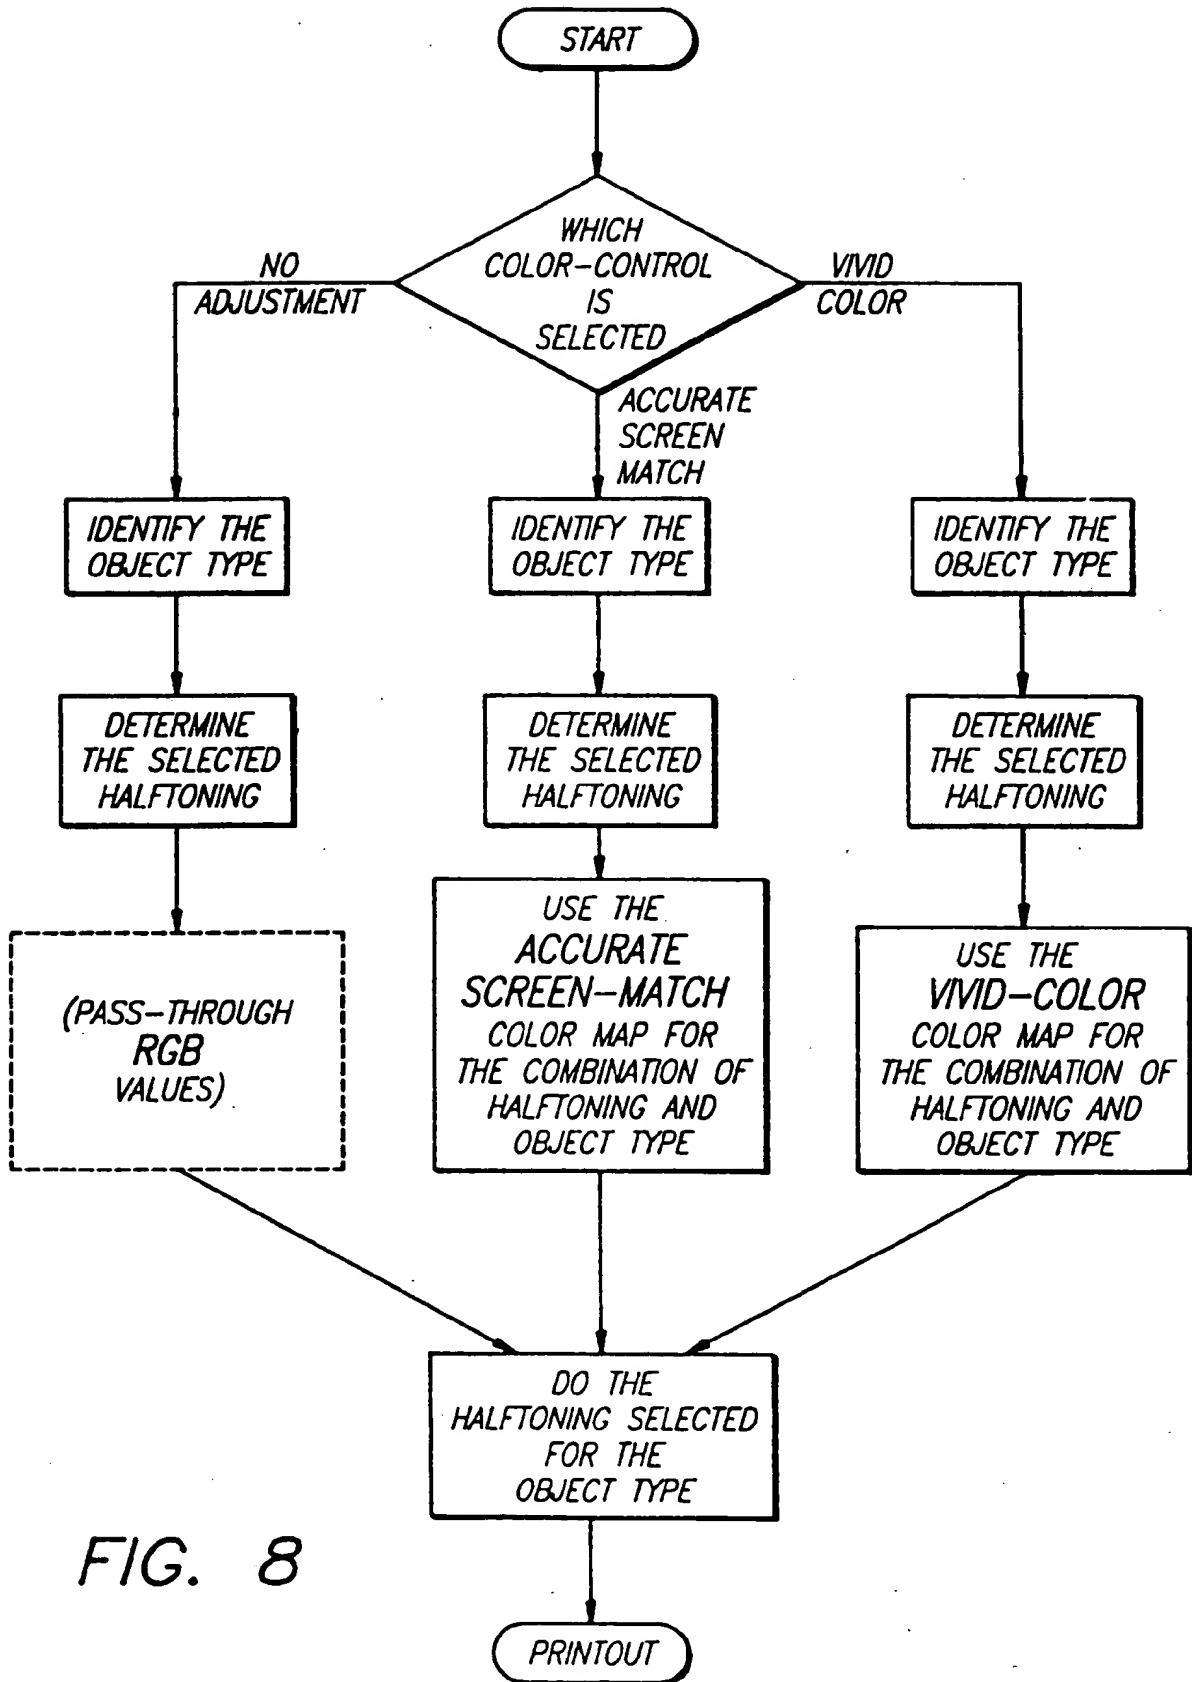 START
WHICH
COLOR-CONTROL
IS
SELECTED
NO
ADJUSTMENT
VIVID
COLOR
ACCURATE
SCREEN
MATCH
IDENTIFY THE
OBJECT TYPE
IDENTIFY THE
OBJECT TYPE
IDENTIFY THE
OBJECT TYPE
DETERMINE
THE SELECTED
HALFTONING
DETERMINE
THE SELECTED
HALFTONING
DETERMINE
THE SELECTED
HALFTONING
(PASS-THROUGH
RGB
VALUES)
USE THE
ACCURATE
SCREEN-MATCH
COLOR MAP FOR
THE COMBINATION OF
HALFTONING AND
OBJECT TYPE
USE THE
VIVID-COLOR
COLOR MAP FOR
THE COMBINATION OF
HALFTONING AND
OBJECT TYPE
DO THE
HALFTONING SELECTED
FOR THE
OBJECT TYPE
FIG. 8
PRINTOUT